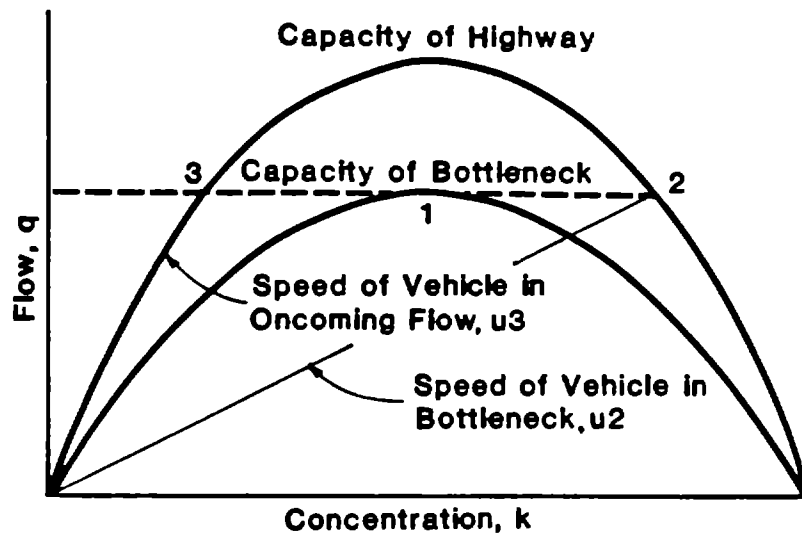 Capacity of Highway
3
Capacity of Bottleneck
2
1
Flow, q
Speed of Vehicle in
Oncoming Flow, u3
Speed of Vehicle in
Bottleneck, u2
Concentration, k